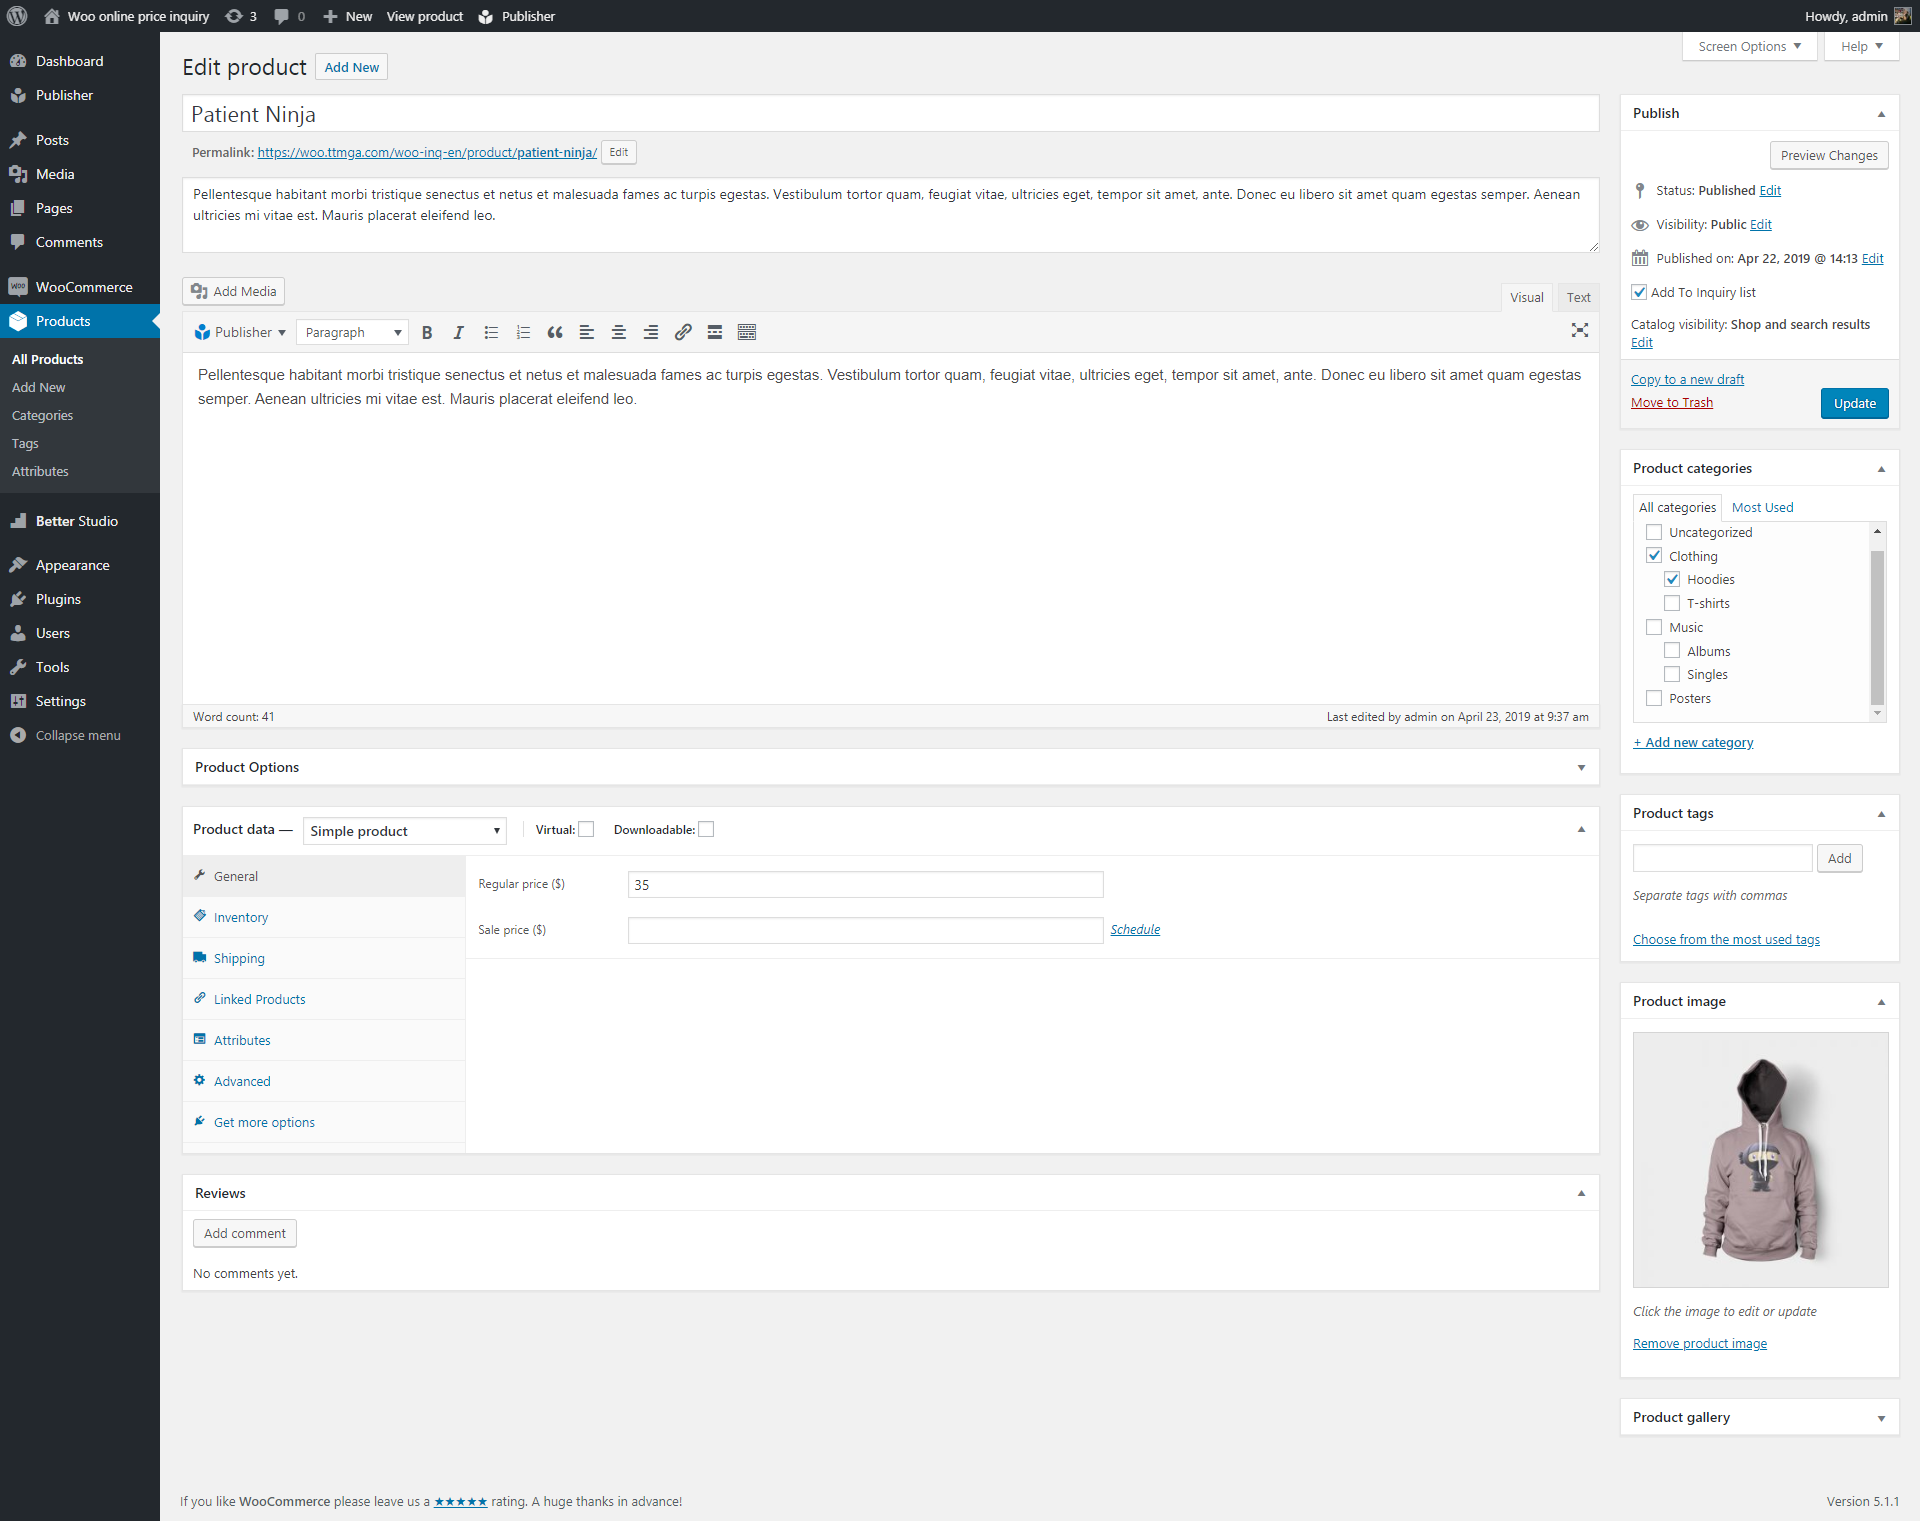 Woo online price inquiry 3 0 New View product Publisher Howdy, admin
Screen Options Help
Dashboard
Publisher
Posts
Media
Pages
Comments
WooCommerce
Products
All Products
Add New
Categories
Tags
Attributes
Better Studio
Appearance
Plugins
Users
Tools
Settings
Collapse menu
Edit product Add New
Patient Ninja
Permalink: https://woo.ttmga.com/woo-inq-en/product/patient-ninja/ Edit
Pellentesque habitant morbi tristique senectus et netus et malesuada fames ac turpis egestas. Vestibulum tortor quam, feugiat vitae, ultricies eget, tempor sit amet, ante. Donec eu libero sit amet quam egestas semper. Aenean
ultricies mi vitae est. Mauris placerat eleifend leo.
Add Media
Visual Text
Publisher Paragraph
Pellentesque habitant morbi tristique senectus et netus et malesuada fames ac turpis egestas. Vestibulum tortor quam, feugiat vitae, ultricies eget, tempor sit amet, ante. Donec eu libero sit amet quam egestas
semper. Aenean ultricies mi vitae est. Mauris placerat eleifend leo.
Word count: 41 Last edited by admin on April 23, 2019 at 9:37 am
Product Options
Product data — Simple product Virtual: Downloadable:
General
Inventory
Shipping
Linked Products
Attributes
Advanced
Get more options
Regular price ($) 35
Sale price ($) Schedule
Reviews
Add comment
No comments yet.
Publish
Preview Changes
Status: Published Edit
Visibility: Public Edit
Published on: Apr 22, 2019 @ 14:13 Edit
Add To Inquiry list
Catalog visibility: Shop and search results
Edit
Copy to a new draft
Move to Trash
Update
Product categories
All categories Most Used
Uncategorized
Clothing
Hoodies
T-shirts
Music
Albums
Singles
Posters
+ Add new category
Product tags
Add
Separate tags with commas
Choose from the most used tags
Product image
Click the image to edit or update
Remove product image
Product gallery
If you like WooCommerce please leave us a ★★★★★ rating. A huge thanks in advance!
Version 5.1.1